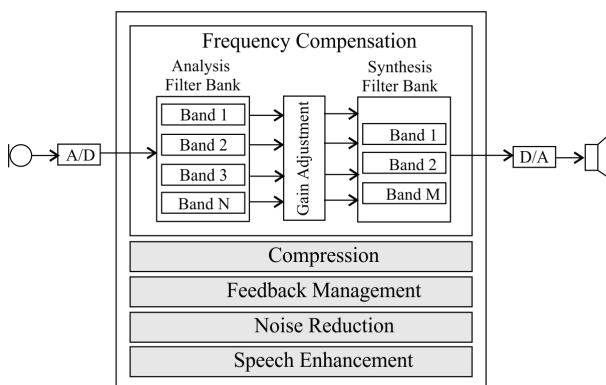 Frequency Compensation
Analysis
Filter Bank
Synthesis
Filter Bank
A/D
Band 1
Band 2
Band 3
Band N
Gain Adjustment
Band 1
Band 2
Band M
D/A
Compression
Feedback Management
Noise Reduction
Speech Enhancement